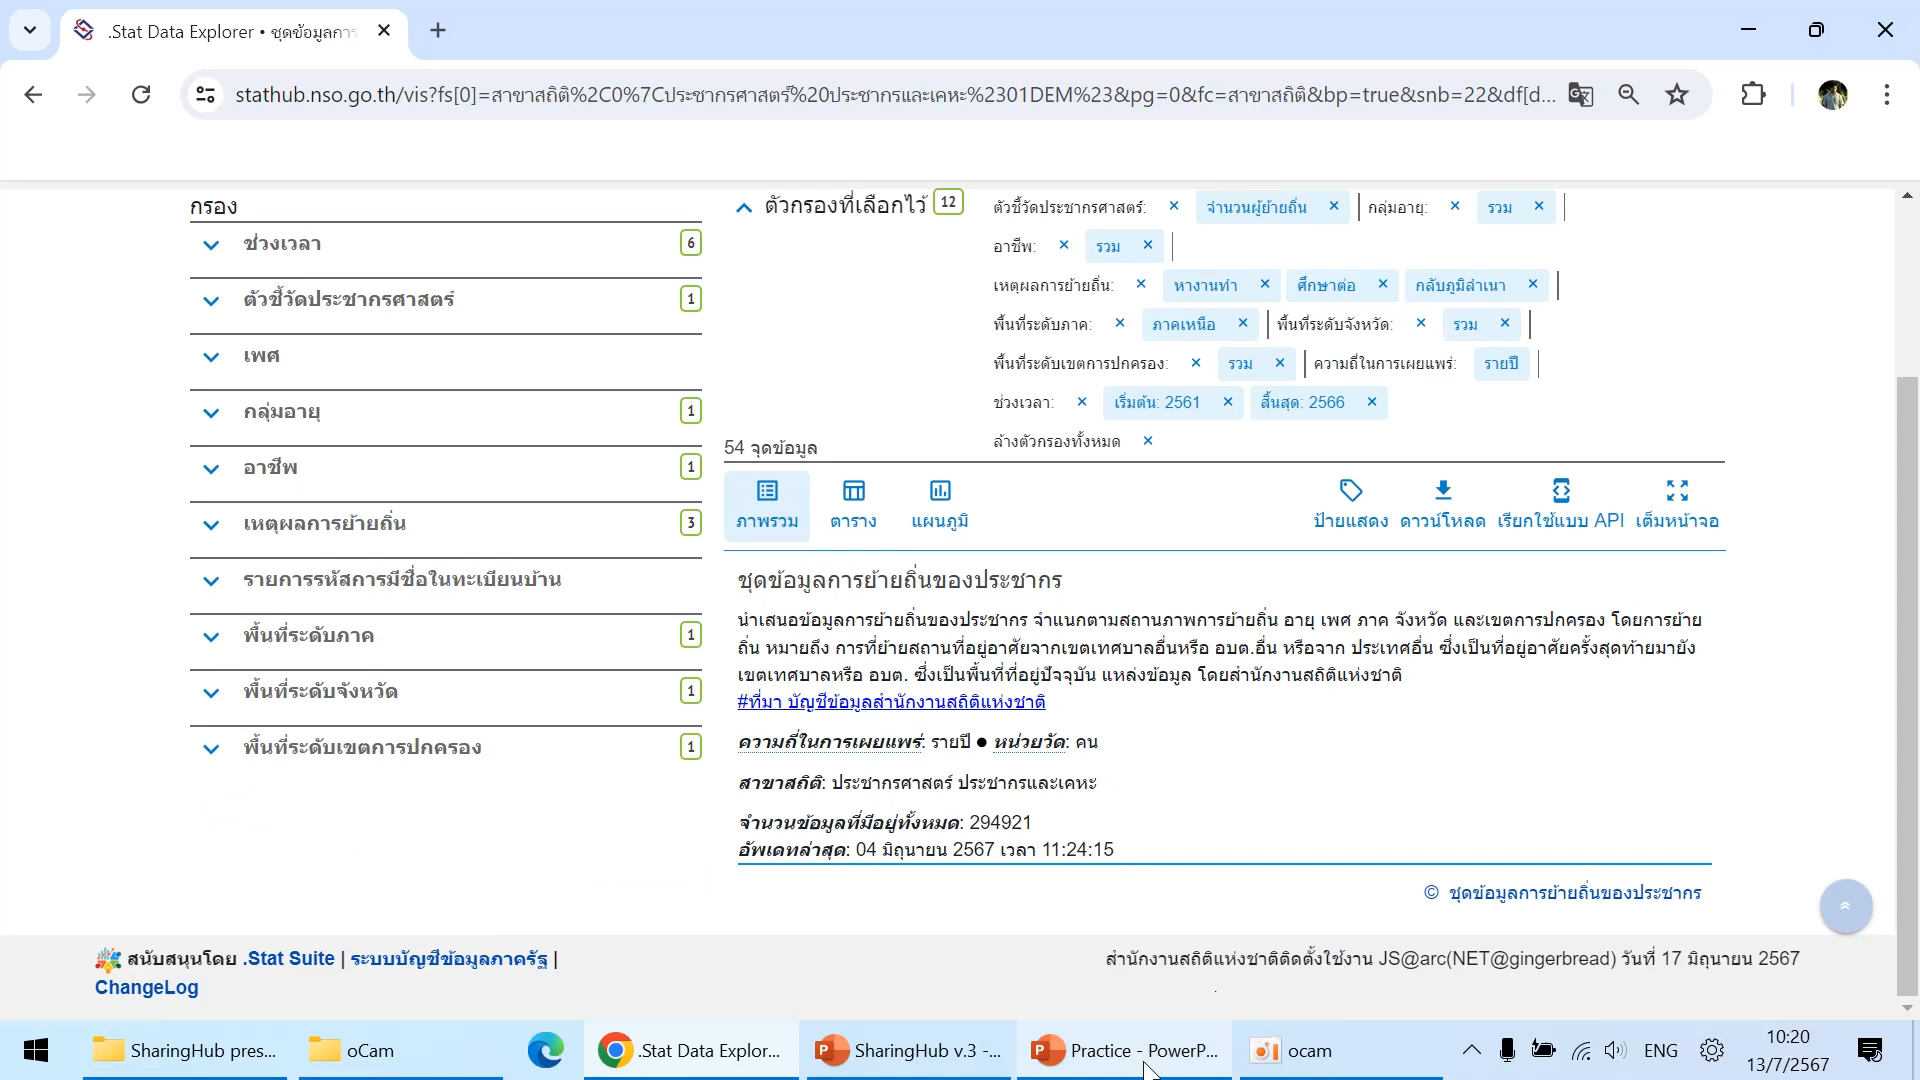 .Stat Data Explorer • ชุดข้อมูลการ
stathub.nso.go.th/vis?fs[0]=สาขาสถิติ%2C0%7Cประชากรศาสตร์%20ประชากรและเคหะ%2301DEM%23&pg=0&fc=สาขาสถิติ&bp=true&snb=22&df[d...
กรอง
ช่วงเวลา 6
ตัวชี้วัดประชากรศาสตร์ 1
เพศ
กลุ่มอายุ 1
อาชีพ 1
เหตุผลการย้ายถิ่น 3
รายการรหัสการมีชื่อในทะเบียนบ้าน
พื้นที่ระดับภาค 1
พื้นที่ระดับจังหวัด 1
พื้นที่ระดับเขตการปกครอง 1
ตัวกรองที่เลือกไว้ 12
ตัวชี้วัดประชากรศาสตร์: × จำนวนผู้ย้ายถิ่น × | กลุ่มอายุ: × รวม × |
อาชีพ: × รวม × |
เหตุผลการย้ายถิ่น: × หางานทำ × ศึกษาต่อ × กลับภูมิลำเนา × |
พื้นที่ระดับภาค: × ภาคเหนือ × | พื้นที่ระดับจังหวัด: × รวม × |
พื้นที่ระดับเขตการปกครอง: × รวม × | ความถี่ในการเผยแพร่: รายปี |
ช่วงเวลา: × เริ่มต้น: 2561 × สิ้นสุด: 2566 ×
54 จุดข้อมูล
ล้างตัวกรองทั้งหมด ×
ภาพรวม ตาราง แผนภูมิ ป้ายแสดง ดาวน์โหลด เรียกใช้แบบ API เต็มหน้าจอ
ชุดข้อมูลการย้ายถิ่นของประชากร
นำเสนอข้อมูลการย้ายถิ่นของประชากร จำแนกตามสถานภาพการย้ายถิ่น อายุ เพศ ภาค จังหวัด และเขตการปกครอง โดยการย้าย
ถิ่น หมายถึง การที่ย้ายสถานที่อยู่อาศัยจากเขตเทศบาลอื่นหรือ อบต.อื่น หรือจาก ประเทศอื่น ซึ่งเป็นที่อยู่อาศัยครั้งสุดท้ายมายัง
เขตเทศบาลหรือ อบต. ซึ่งเป็นพื้นที่ที่อยู่ปัจจุบัน แหล่งข้อมูล โดยสำนักงานสถิติแห่งชาติ
#ที่มา บัญชีข้อมูลสำนักงานสถิติแห่งชาติ
ความถี่ในการเผยแพร่: รายปี ● หน่วยวัด: คน
สาขาสถิติ: ประชากรศาสตร์ ประชากรและเคหะ
จำนวนข้อมูลที่มีอยู่ทั้งหมด: 294921
อัพเดทล่าสุด: 04 มิถุนายน 2567 เวลา 11:24:15
© ชุดข้อมูลการย้ายถิ่นของประชากร
สนับสนุนโดย .Stat Suite | ระบบบัญชีข้อมูลภาครัฐ |
ChangeLog
สำนักงานสถิติแห่งชาติติดตั้งใช้งาน JS@arc(NET@gingerbread) วันที่ 17 มิถุนายน 2567
SharingHub pres... oCam .Stat Data Explor... SharingHub v.3 -... Practice - PowerP... ocam ENG 10:20
13/7/2567